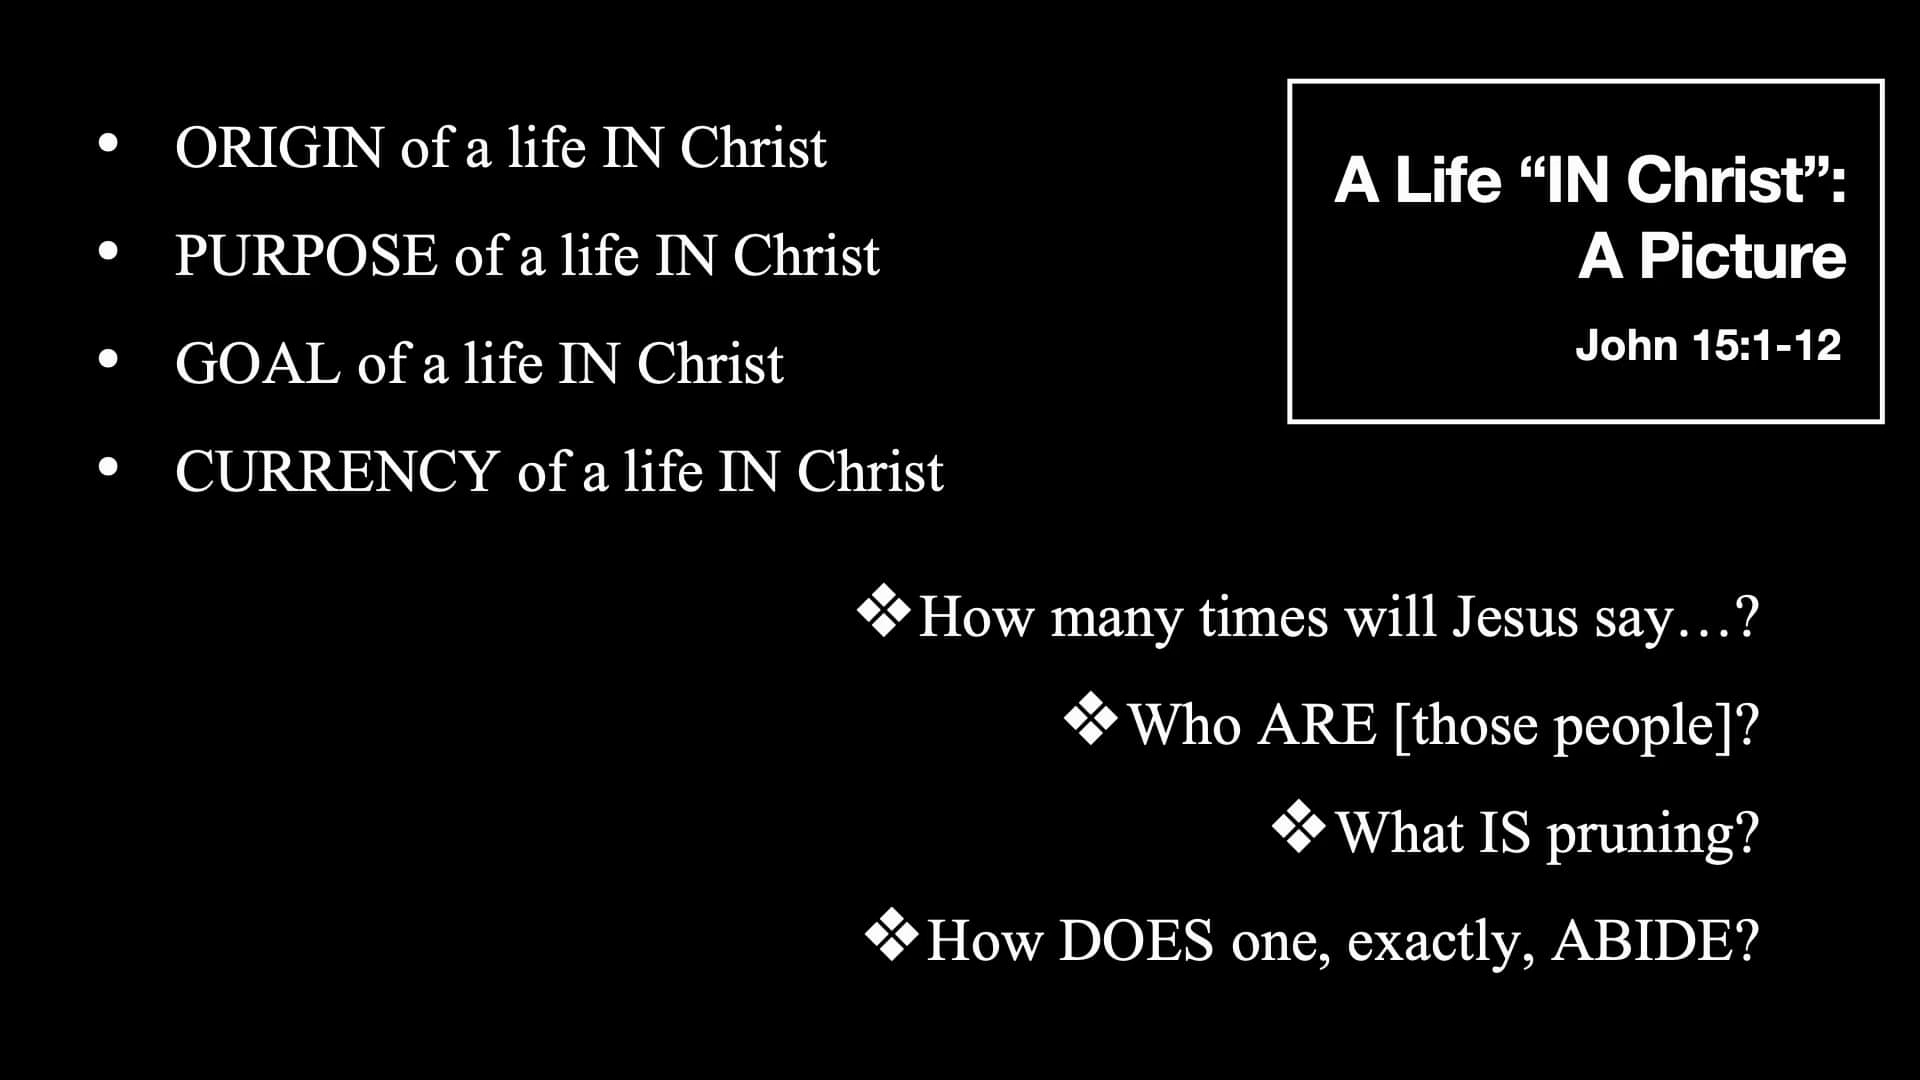 • ORIGIN of a life IN Christ
• PURPOSE of a life IN Christ
• GOAL of a life IN Christ
• CURRENCY of a life IN Christ
A Life “IN Christ”:
A Picture
John 15:1-12
❖How many times will Jesus say…?
❖Who ARE [those people]?
❖What IS pruning?
❖How DOES one, exactly, ABIDE?